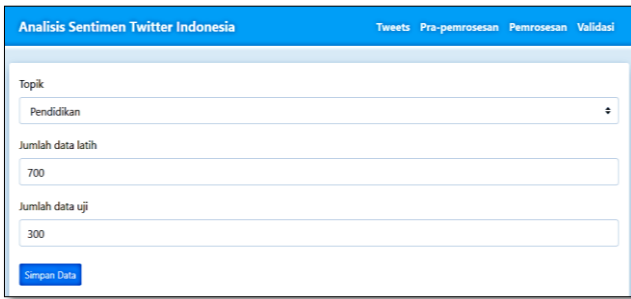 Analisis Sentimen Twitter Indonesia Tweets Pra-pemrosesan Pemrosesan Validasi
Topik
Pendidikan
Jumlah data latih
700
Jumlah data uji
300
Simpan Data